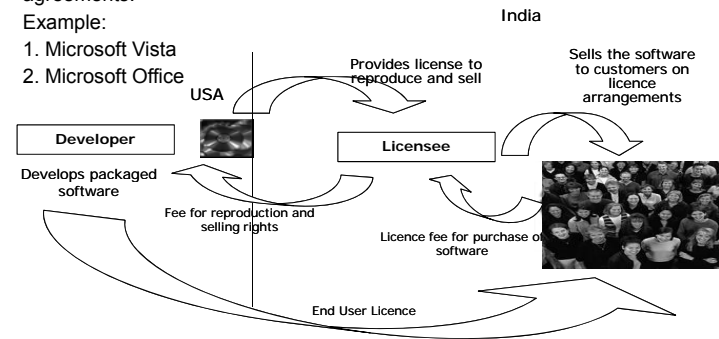 agreements.
Example:
1. Microsoft Vista
2. Microsoft Office
USA
India
Provides license to
reproduce and sell
Sells the software
to customers on
licence
arrangements
Developer
Licensee
Develops packaged
software
Fee for reproduction and
selling rights
Licence fee for purchase of
software
End User Licence